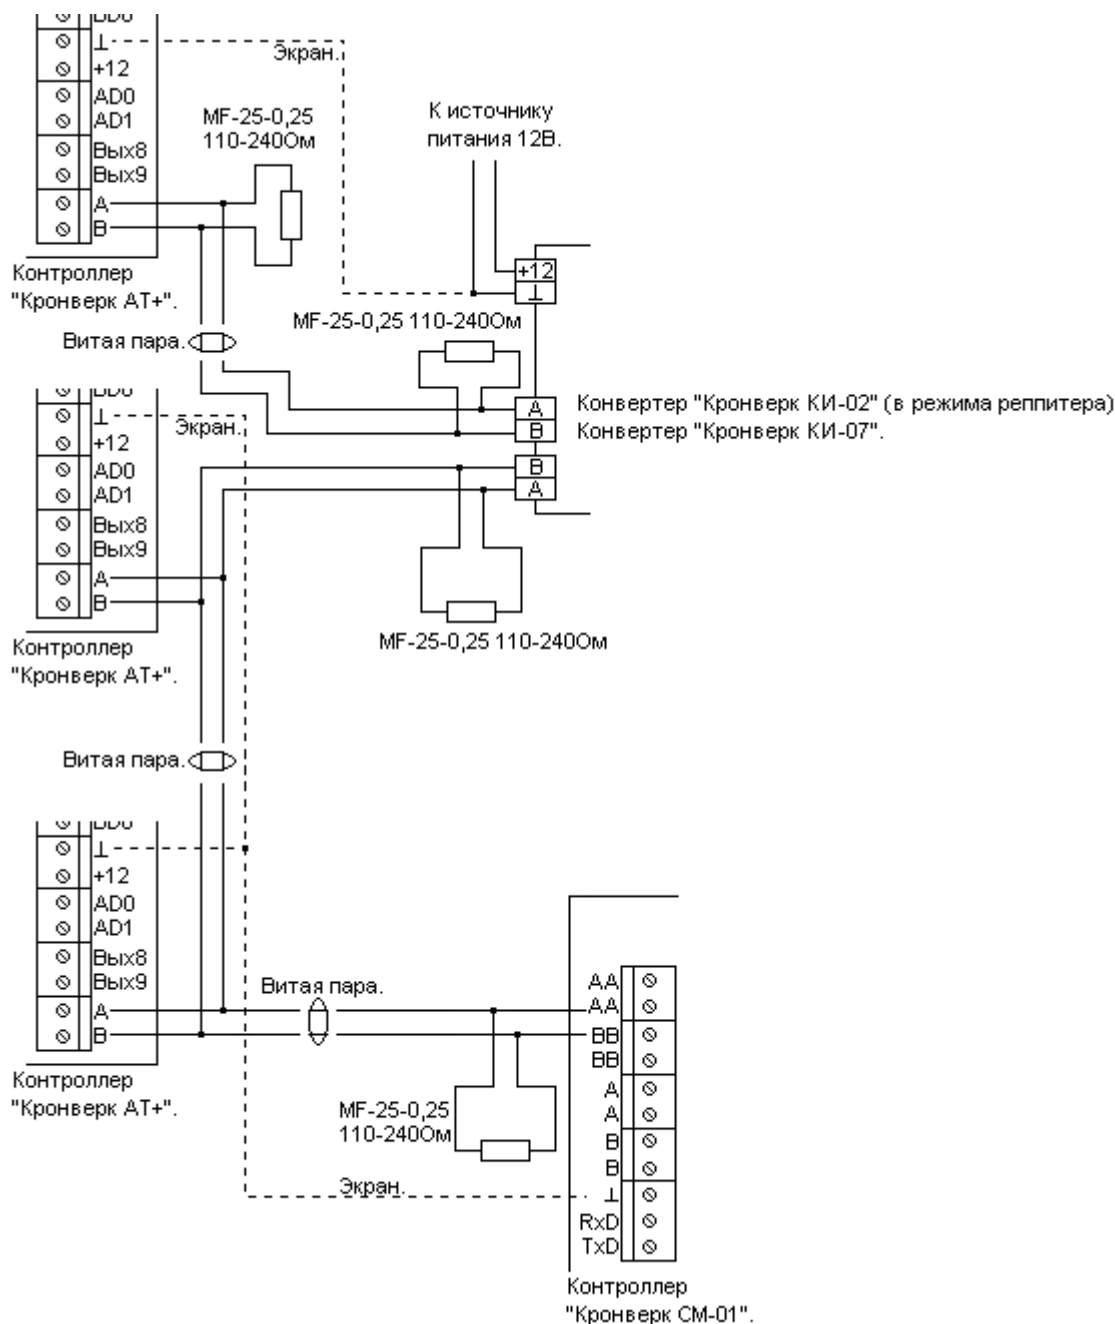 BD0
⊥
Экран.
+12
AD0
AD1
Вых8
Вых9
A
B
MF-25-0,25
110-240Ом
К источнику
питания 12В.
Контроллер
"Кронверк АТ+".
+12
⊥
MF-25-0,25 110-240Ом
Витая пара.
A
B
B
A
Конвертер "Кронверк КИ-02" (в режима реппитера)
Конвертер "Кронверк КИ-07".
BD0
⊥
Экран.
+12
AD0
AD1
Вых8
Вых9
A
B
MF-25-0,25 110-240Ом
Контроллер
"Кронверк АТ+".
Витая пара.
BD0
⊥
+12
AD0
AD1
Вых8
Вых9
A
B
Витая пара.
Контроллер
"Кронверк АТ+".
MF-25-0,25
110-240Ом
Экран.
AA
AA
BB
BB
A
A
B
B
⊥
RxD
TxD
Контроллер
"Кронверк СМ-01".